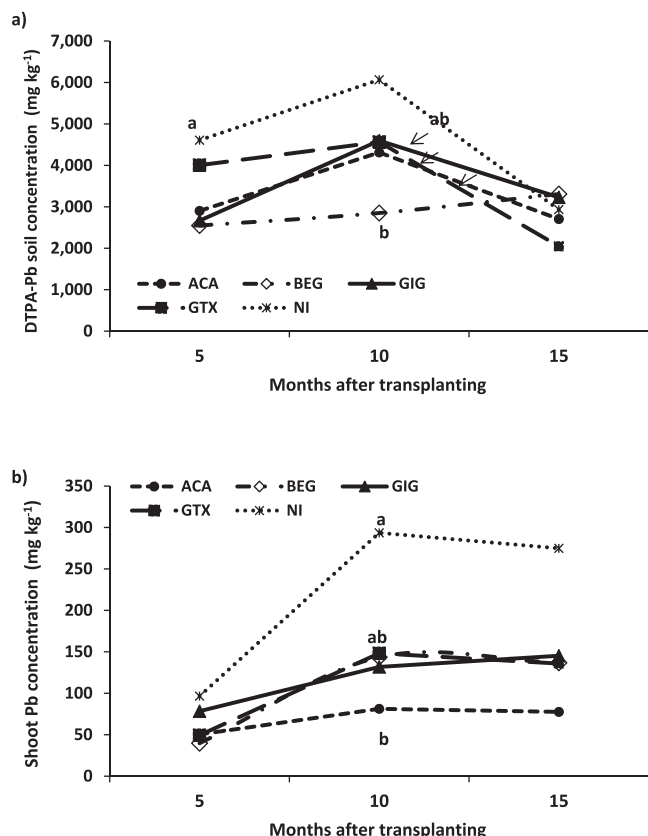 a)
DTPA-Pb soil concentration (mg kg⁻¹)
7,000
6,000
5,000
4,000
3,000
2,000
1,000
0
a
ab
b
ACA BEG GIG
GTX NI
5 10 15
Months after transplanting
b)
Shoot Pb concentration (mg kg⁻¹)
350
300
250
200
150
100
50
0
ACA BEG GIG
GTX NI
a
ab
b
5 10 15
Months after transplanting